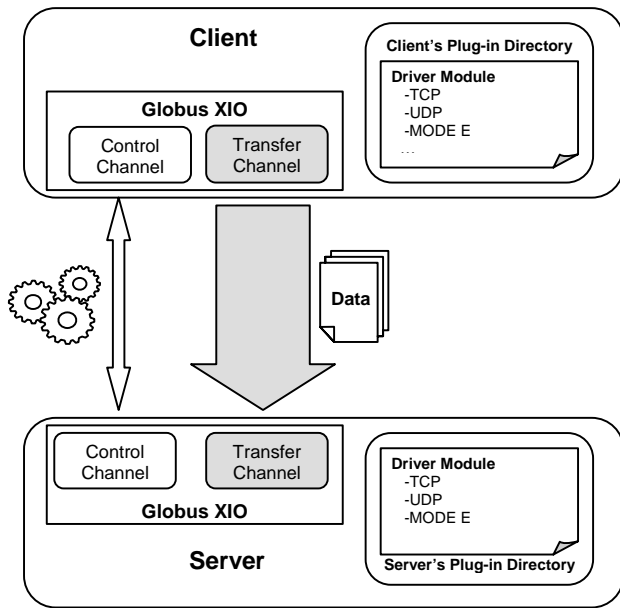 Client
Client's Plug-in Directory
Driver Module
-TCP
-UDP
-MODE E
...
Globus XIO
Control
Channel
Transfer
Channel
Data
Control
Channel
Transfer
Channel
Globus XIO
Driver Module
-TCP
-UDP
-MODE E
Server's Plug-in Directory
Server